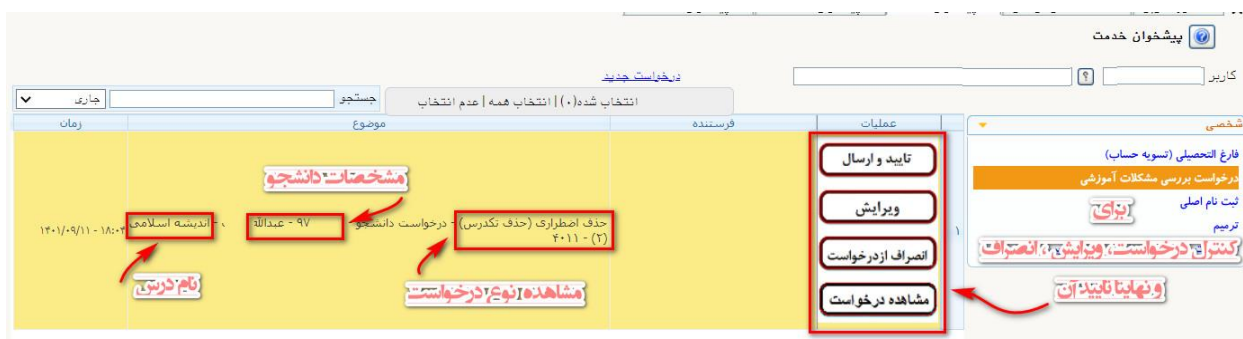 پیشخوان خدمت
کاربر
درخواست جدید
انتخاب شده(۰) | انتخاب همه | عدم انتخاب
جستجو
جاری
شخصی
فارغ التحصیلی (تسویه حساب)
درخواست بررسی مشکلات آموزشی
ثبت نام اصلی
ترمیم
عملیات
فرستنده
موضوع
زمان
۱
تایید و ارسال
ویرایش
انصراف ازدرخواست
مشاهده درخواست
حذف اضطراری (حذف تکدرس) - درخواست دانشجو - ۹۷ - عبدالله
، - اندیشه اسلامی
(۲) - ۴۰۱۱
۱۴۰۱/۰۹/۱۱ - ۱۸:۰۴
مشخصات دانشجو
مشاهده نوع درخواست
نام درس
برای
کنترل درخواست، ویرایش، انصراف
و نهایتا تایید آن